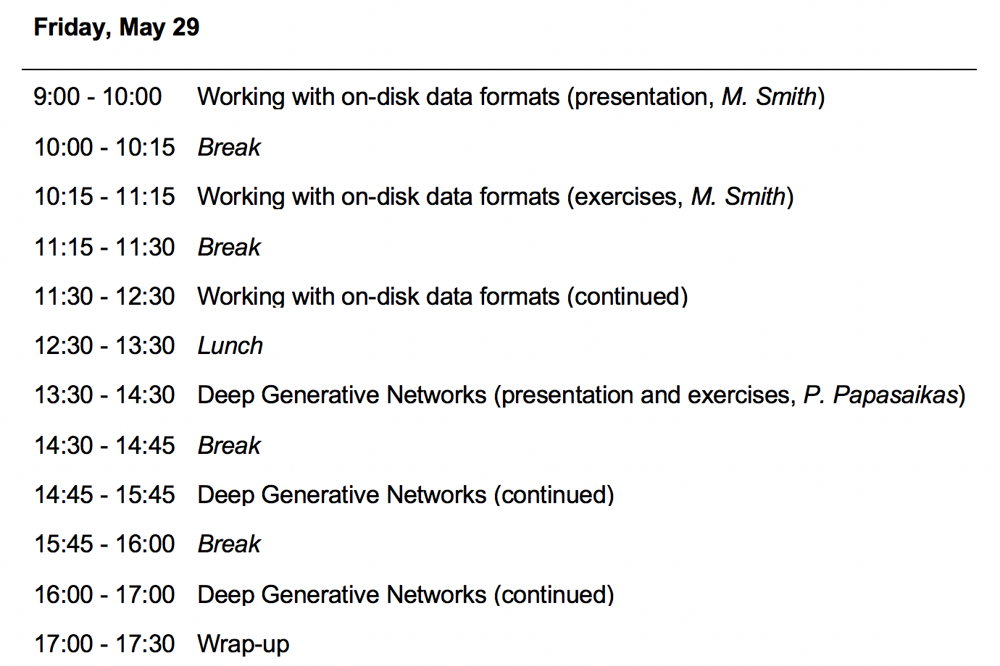 Friday, May 29
9:00 - 10:00 Working with on-disk data formats (presentation, M. Smith)
10:00 - 10:15 Break
10:15 - 11:15 Working with on-disk data formats (exercises, M. Smith)
11:15 - 11:30 Break
11:30 - 12:30 Working with on-disk data formats (continued)
12:30 - 13:30 Lunch
13:30 - 14:30 Deep Generative Networks (presentation and exercises, P. Papasaikas)
14:30 - 14:45 Break
14:45 - 15:45 Deep Generative Networks (continued)
15:45 - 16:00 Break
16:00 - 17:00 Deep Generative Networks (continued)
17:00 - 17:30 Wrap-up